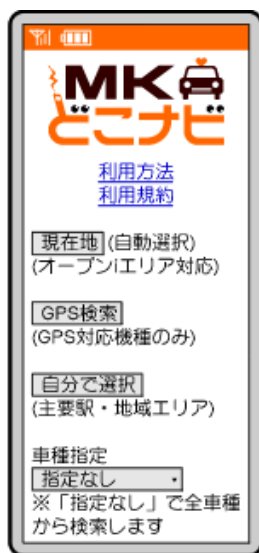 MK
どこナビ
利用方法
利用規約
現在地 (自動選択)
(オープンiエリア対応)
GPS検索
(GPS対応機種のみ)
自分で選択
(主要駅・地域エリア)
車種指定
指定なし
※「指定なし」で全車種
から検索します